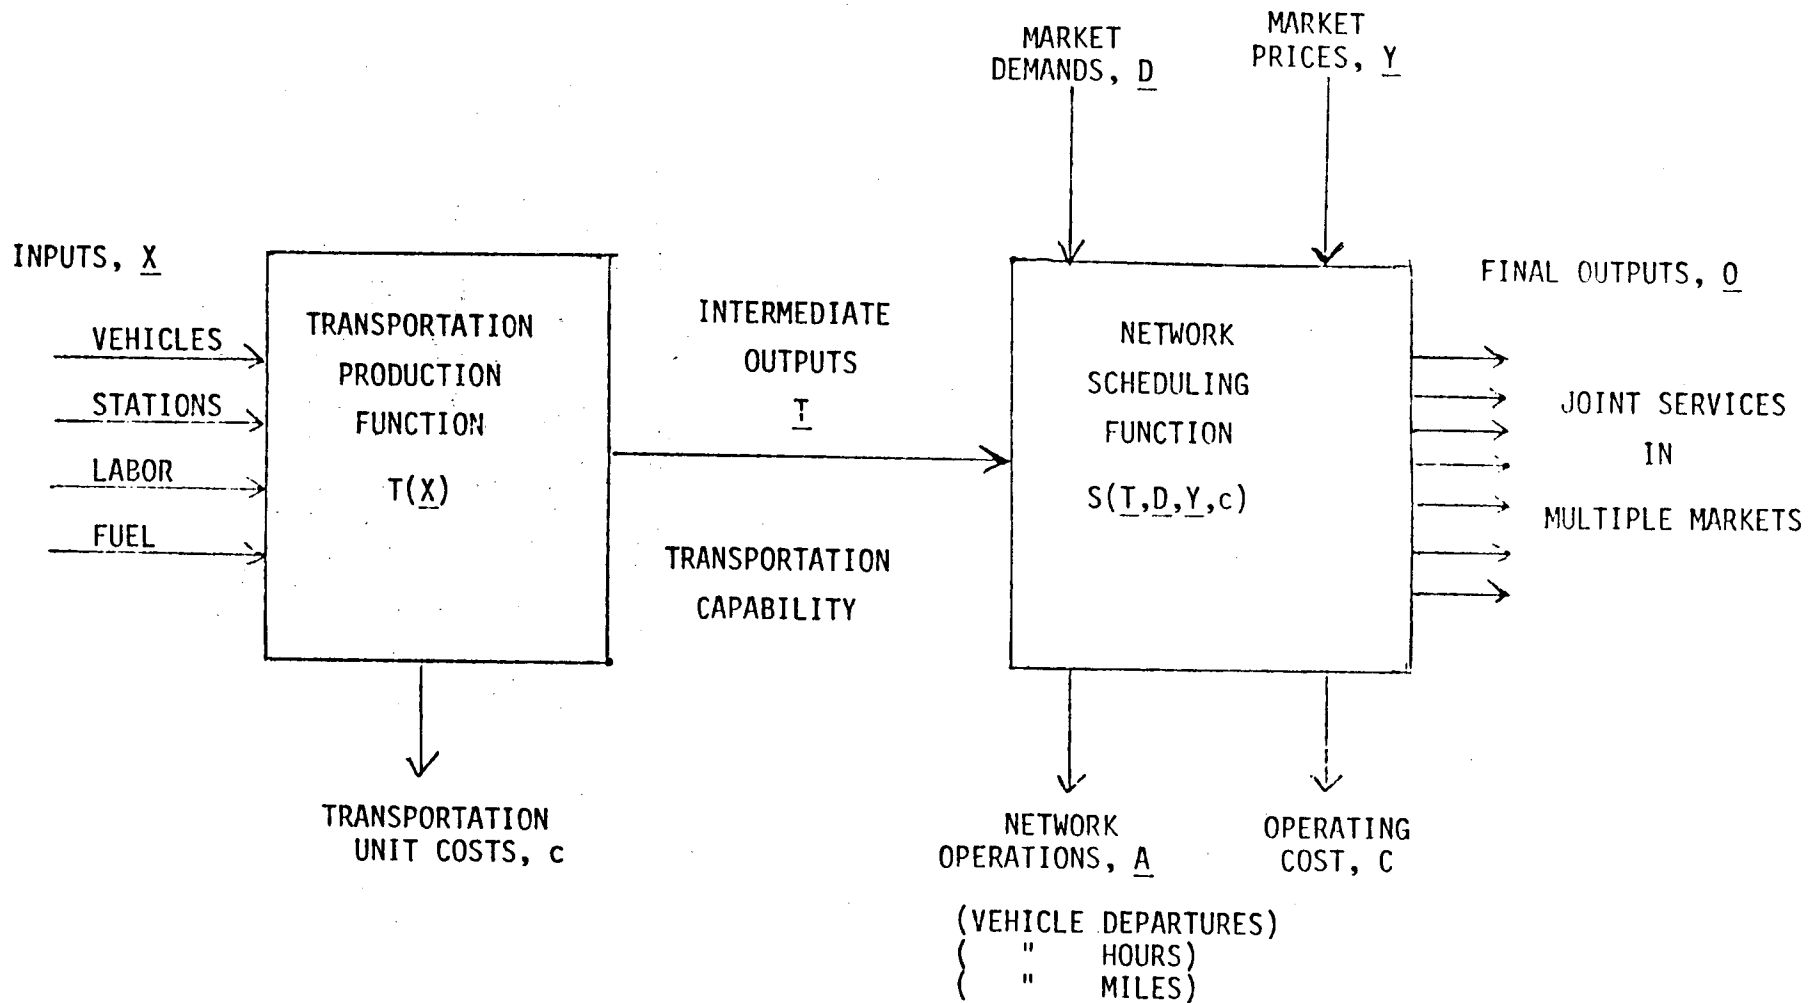 MARKET
DEMANDS, D
MARKET
PRICES, Y
INPUTS, X
VEHICLES
STATIONS
LABOR
FUEL
TRANSPORTATION
PRODUCTION
FUNCTION
T(X)
INTERMEDIATE
OUTPUTS
T
TRANSPORTATION
CAPABILITY
NETWORK
SCHEDULING
FUNCTION
S(T,D,Y,c)
FINAL OUTPUTS, O
JOINT SERVICES
IN
MULTIPLE MARKETS
TRANSPORTATION
UNIT COSTS, c
NETWORK
OPERATIONS, A
(VEHICLE DEPARTURES)
( " HOURS)
( " MILES)
OPERATING
COST, C